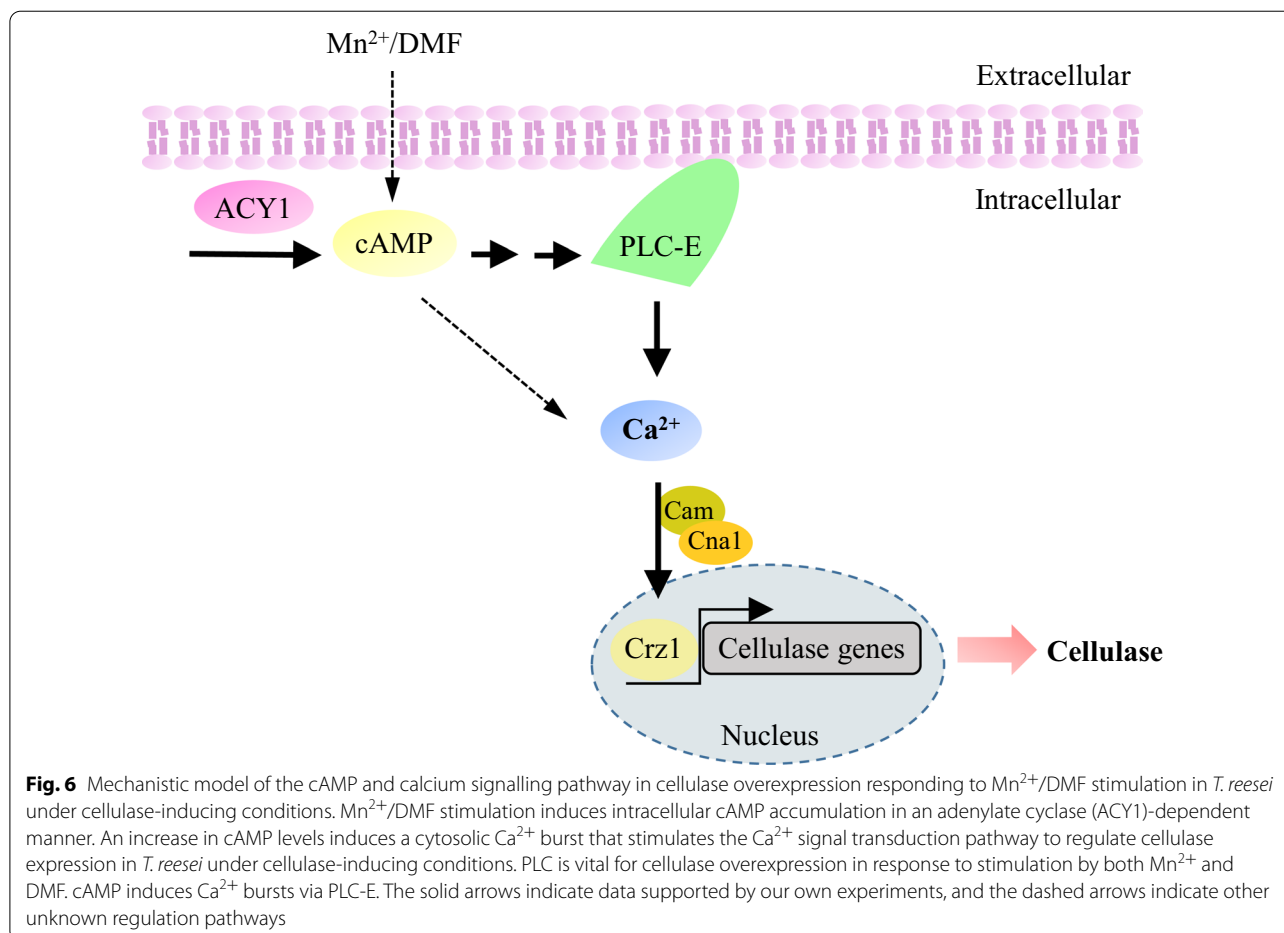 Mn²⁺/DMF
Extracellular
Intracellular
ACY1
cAMP
PLC-E
Ca²⁺
Cam
Cna1
Crz1
Cellulase genes
Cellulase
Nucleus
Fig. 6 Mechanistic model of the cAMP and calcium signalling pathway in cellulase overexpression responding to Mn²⁺/DMF stimulation in T. reesei
under cellulase-inducing conditions. Mn²⁺/DMF stimulation induces intracellular cAMP accumulation in an adenylate cyclase (ACY1)-dependent
manner. An increase in cAMP levels induces a cytosolic Ca²⁺ burst that stimulates the Ca²⁺ signal transduction pathway to regulate cellulase
expression in T. reesei under cellulase-inducing conditions. PLC is vital for cellulase overexpression in response to stimulation by both Mn²⁺ and
DMF. cAMP induces Ca²⁺ bursts via PLC-E. The solid arrows indicate data supported by our own experiments, and the dashed arrows indicate other
unknown regulation pathways